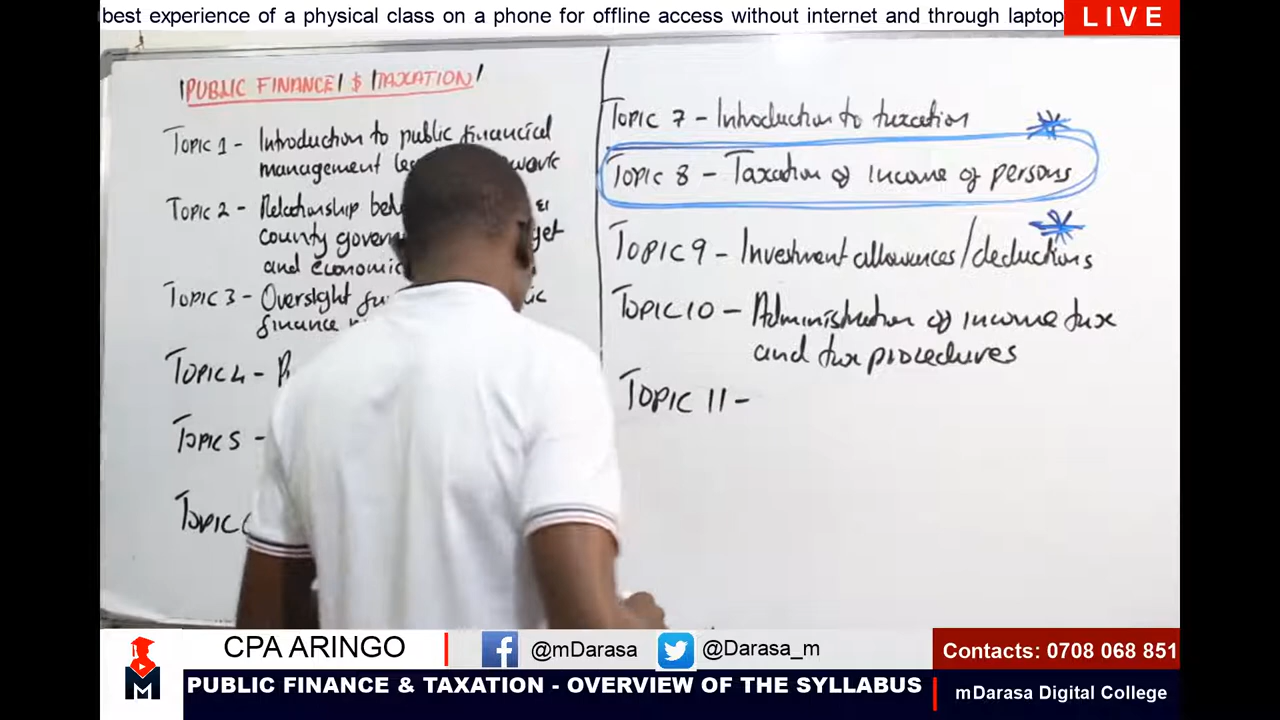 best experience of a physical class on a phone for offline access without internet and through laptop
LIVE
PUBLIC FINANCE & TAXATION
TOPIC 1 - Introduction to public financial
management
TOPIC 2 - Relationship
county
and economic
TOPIC 3 - Oversight
finance
TOPIC 4 -
TOPIC 5 -
TOPIC
TOPIC 7 - Introduction to taxation
TOPIC 8 - Taxation of income of persons
TOPIC 9 - Investment allowances/deductions
TOPIC 10 - Administration of income tax
and tax procedures
TOPIC 11 -
CPA ARINGO
@mDarasa
@Darasa_m
Contacts: 0708 068 851
M
PUBLIC FINANCE & TAXATION - OVERVIEW OF THE SYLLABUS
mDarasa Digital College